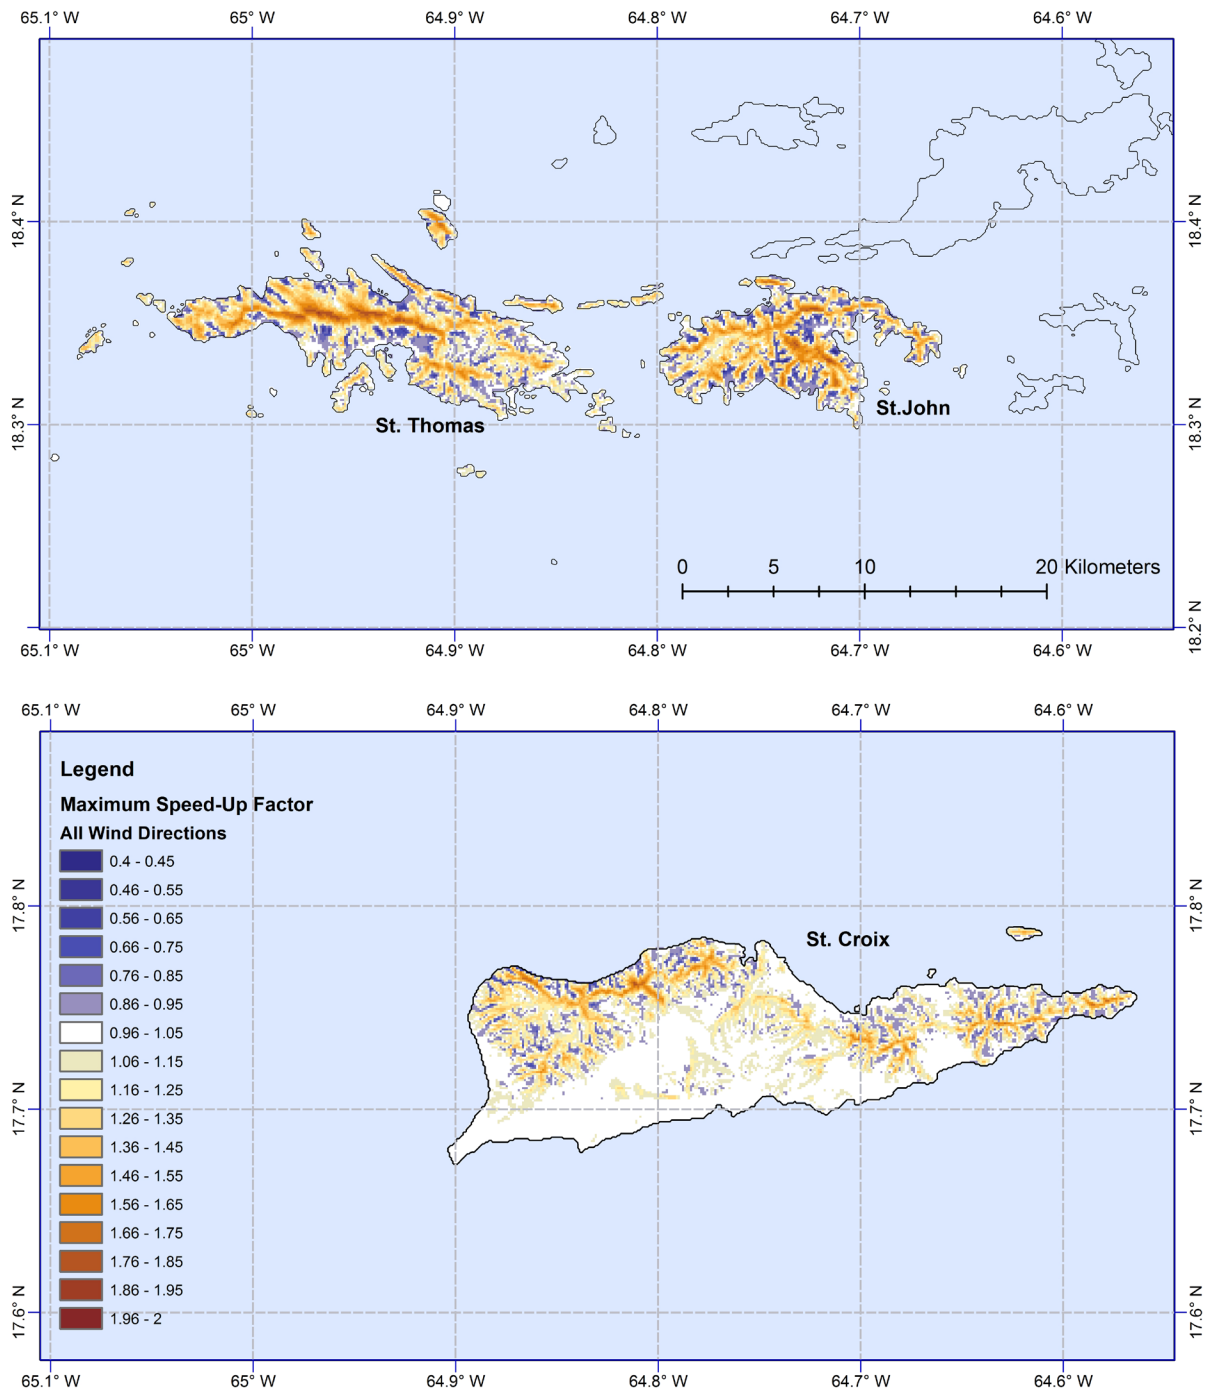 65.1° W 65° W 64.9° W 64.8° W 64.7° W 64.6° W
18.4° N 18.4° N
St.John
St. Thomas
18.3° N 18.3° N
0 5 10 20 Kilometers
18.2° N
65.1° W 65° W 64.9° W 64.8° W 64.7° W 64.6° W
65.1° W 65° W 64.9° W 64.8° W 64.7° W 64.6° W
Legend
Maximum Speed-Up Factor
All Wind Directions
0.4 - 0.45
0.46 - 0.55
17.8° N 17.8° N
0.56 - 0.65
St. Croix
0.66 - 0.75
0.76 - 0.85
0.86 - 0.95
0.96 - 1.05
1.06 - 1.15
1.16 - 1.25
17.7° N 17.7° N
1.26 - 1.35
1.36 - 1.45
1.46 - 1.55
1.56 - 1.65
1.66 - 1.75
1.76 - 1.85
1.86 - 1.95
17.6° N 17.6° N
1.96 - 2
65.1° W 65° W 64.9° W 64.8° W 64.7° W 64.6° W